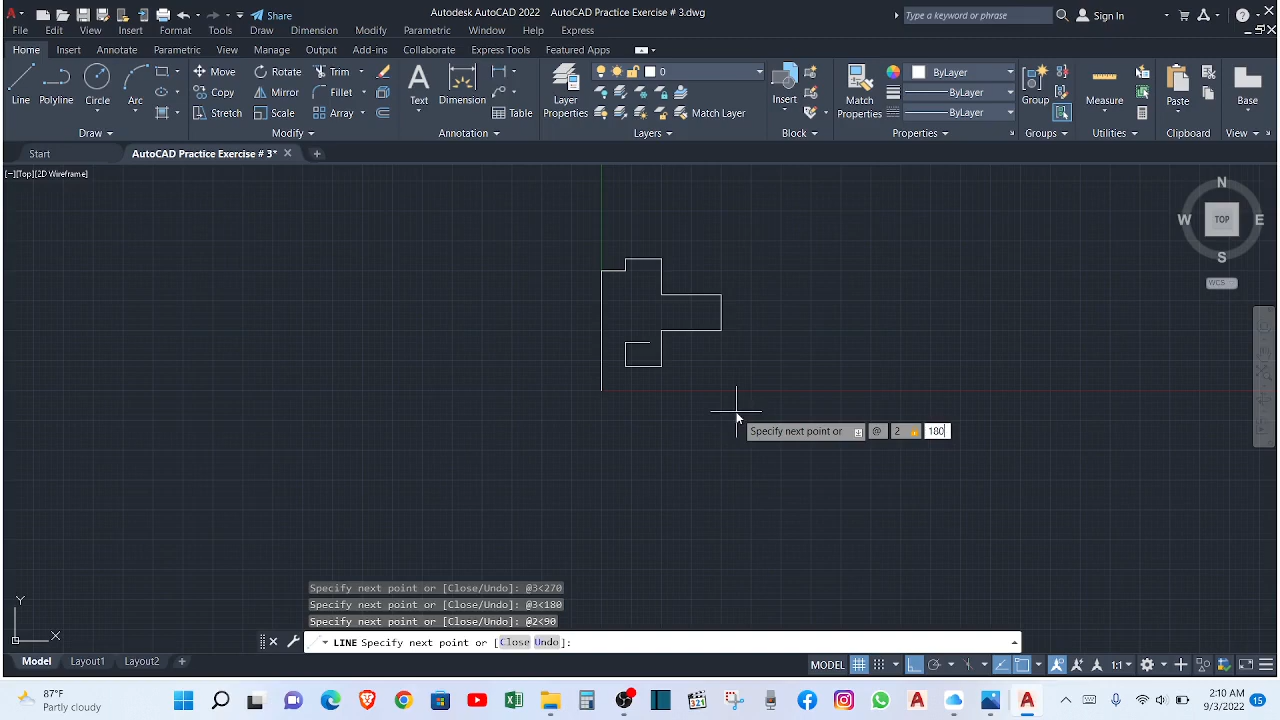 Share
Autodesk AutoCAD 2022 AutoCAD Practice Exercise # 3.dwg
Type a keyword or phrase
Sign In
File Edit View Insert Format Tools Draw Dimension Modify Parametric Window Help Express
Home Insert Annotate Parametric View Manage Output Add-ins Collaborate Express Tools Featured Apps
Move Rotate Trim
0
ByLayer
Copy Mirror Fillet
ByLayer
Line Polyline Circle Arc
Text Dimension
Layer Properties
Insert
Match Properties
Group
Measure
Paste
Base
Stretch Scale Array
Table
Match Layer
ByLayer
Draw Modify Annotation Layers Block Properties Groups Utilities Clipboard View
Start AutoCAD Practice Exercise # 3*
[−][Top][2D Wireframe]
N
W TOP E
S
WCS
Specify next point or @ 2 180
Specify next point or [Close/Undo]: @3<270
Specify next point or [Close/Undo]: @3<180
Specify next point or [Close/Undo]: @2<90
Y
X
LINE Specify next point or [Close Undo]:
Model Layout1 Layout2
MODEL
1:1
87°F
Partly cloudy
321
2:10 AM
9/3/2022
15